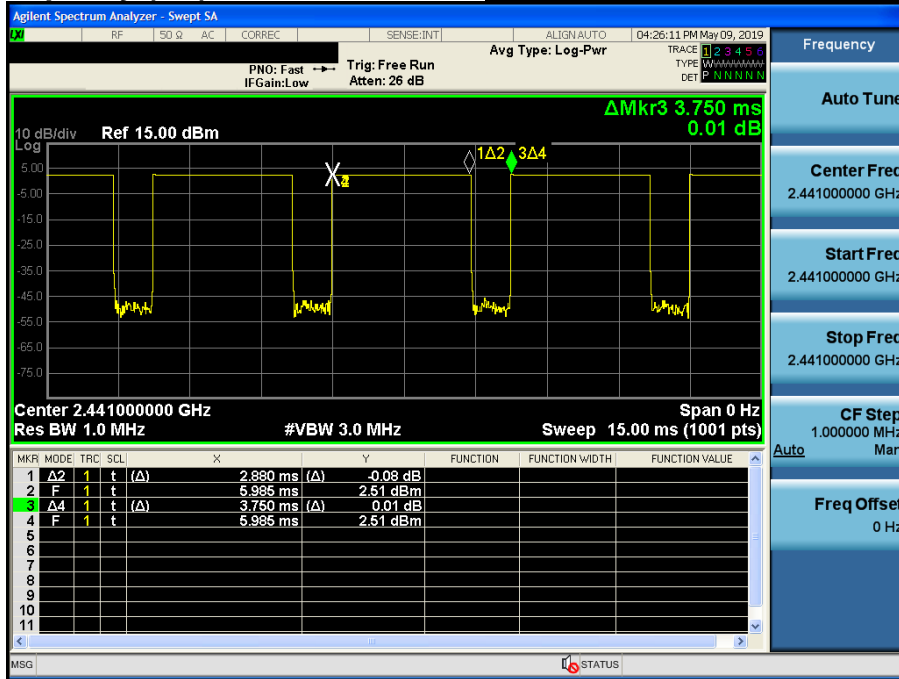 Agilent Spectrum Analyzer - Swept SA
LXI RF 50 Ω AC CORREC SENSE:INT ALIGN AUTO 04:26:11 PM May 09, 2019
Avg Type: Log-Pwr TRACE 1 2 3 4 5 6
PNO: Fast Trig: Free Run TYPE WWWWWW
IFGain:Low Atten: 26 dB DET P N N N N N
Frequency
ΔMkr3 3.750 ms
0.01 dB
10 dB/div Ref 15.00 dBm
Log
5.00
-5.00
-15.0
-25.0
-35.0
-45.0
-55.0
-65.0
-75.0
1Δ2 3Δ4
Center 2.441000000 GHz Span 0 Hz
Res BW 1.0 MHz #VBW 3.0 MHz Sweep 15.00 ms (1001 pts)
MKR MODE TRC SCL X Y FUNCTION FUNCTION WIDTH FUNCTION VALUE
1 Δ2 1 t (Δ) 2.880 ms (Δ) -0.08 dB
2 F 1 t 5.985 ms 2.51 dBm
3 Δ4 1 t (Δ) 3.750 ms (Δ) 0.01 dB
4 F 1 t 5.985 ms 2.51 dBm
5
6
7
8
9
10
11
MSG STATUS
Auto Tune
Center Freq
2.441000000 GHz
Start Freq
2.441000000 GHz
Stop Freq
2.441000000 GHz
CF Step
1.000000 MHz
Auto Man
Freq Offset
0 Hz